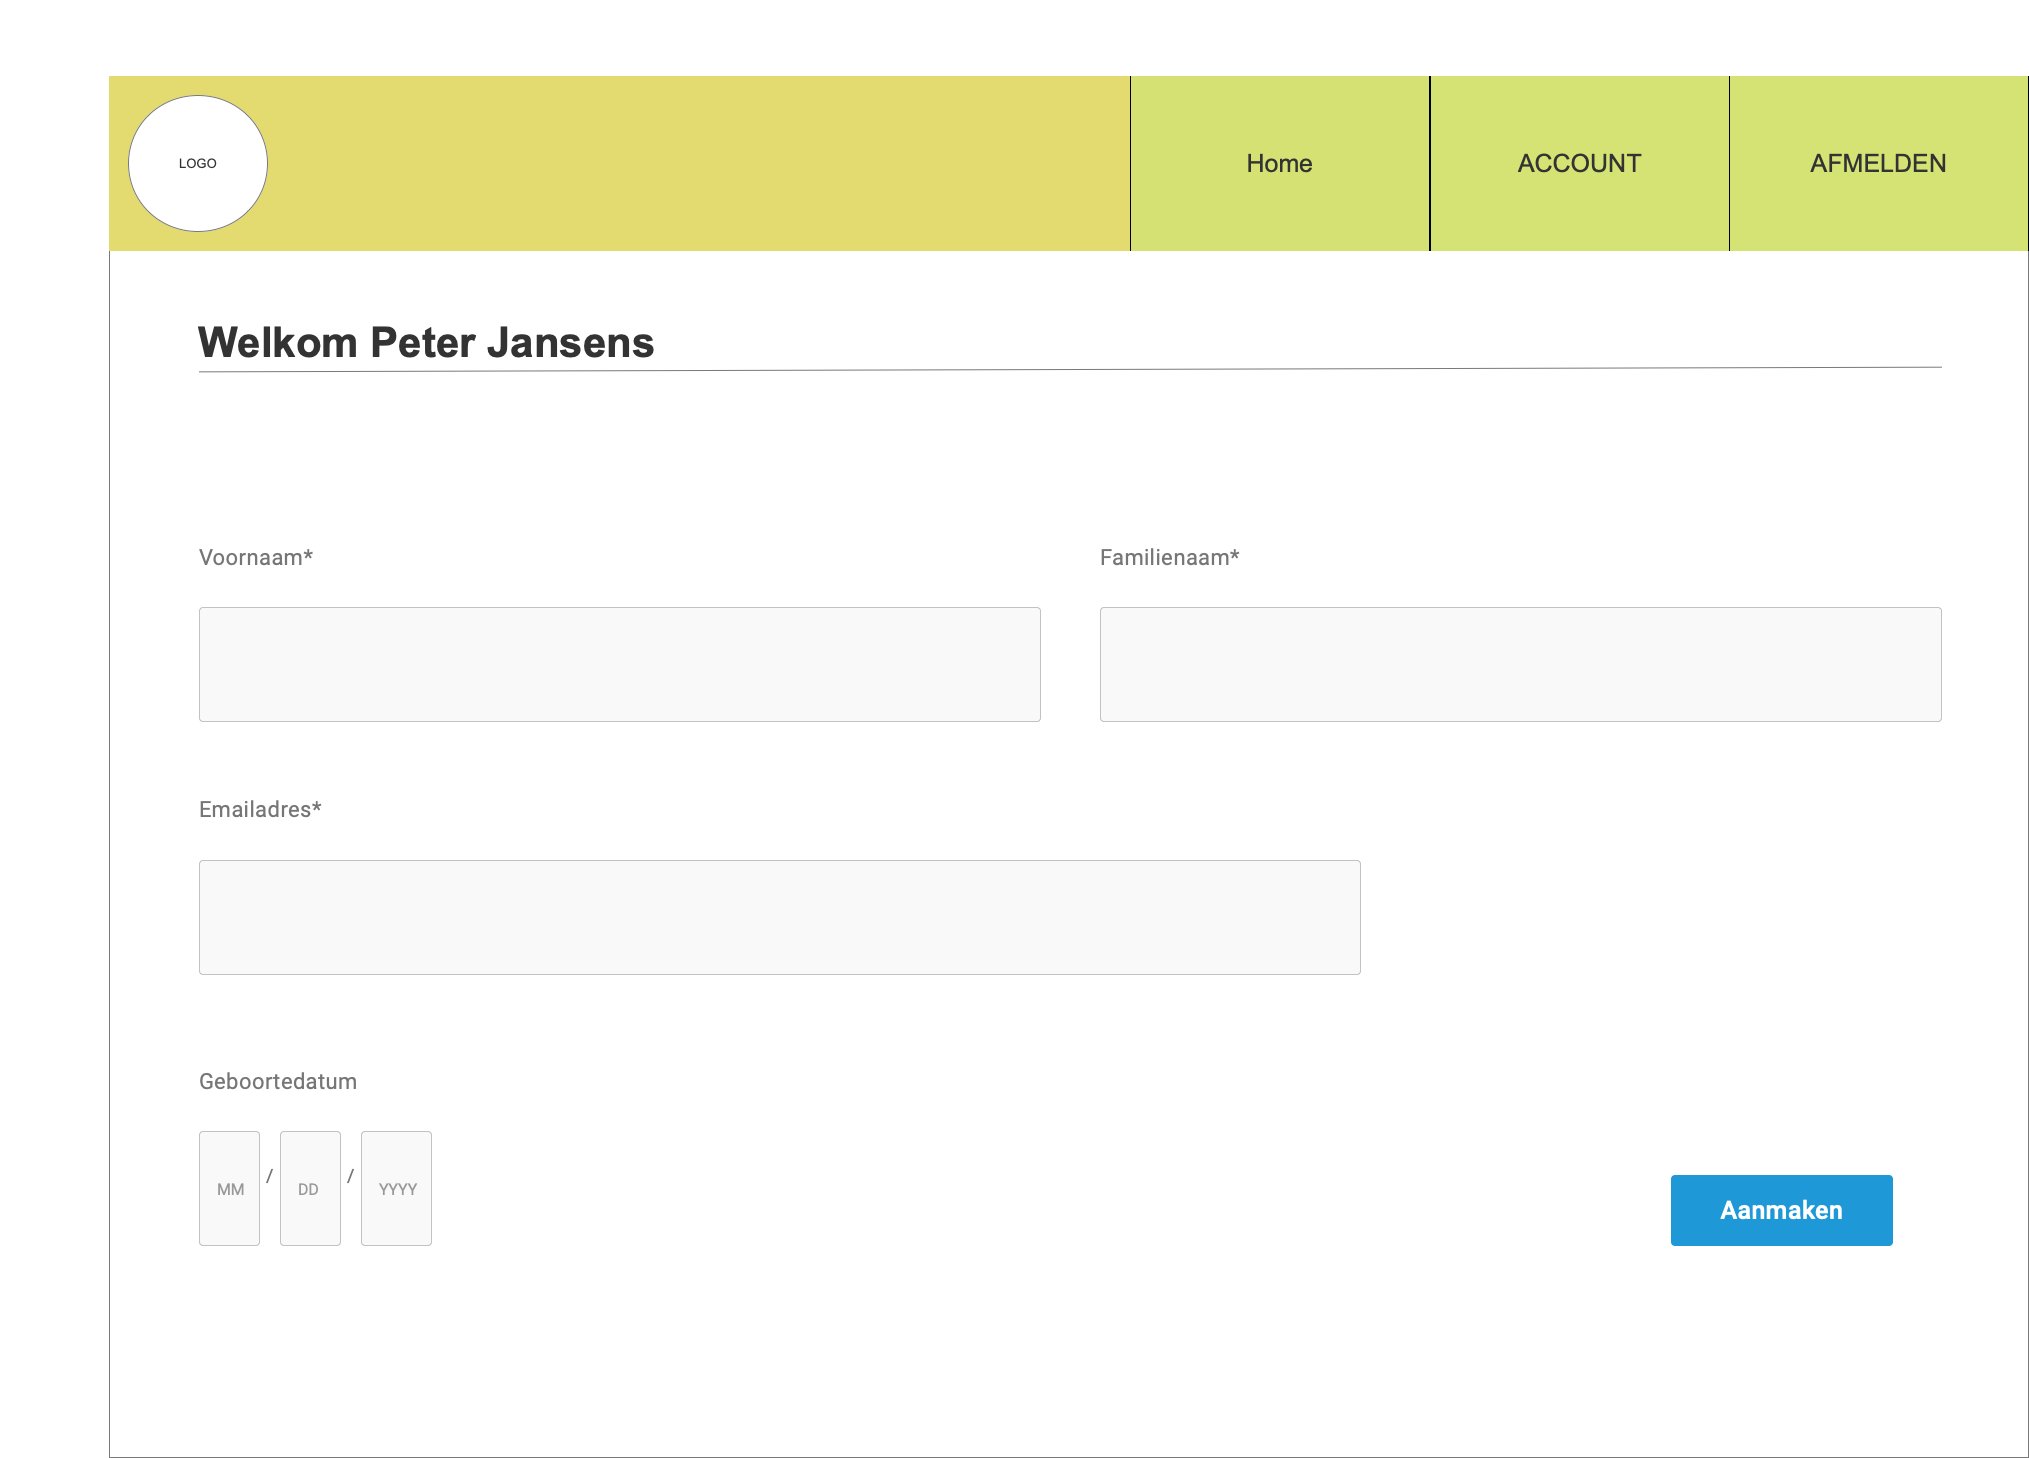 LOGO
Home
ACCOUNT
AFMELDEN
Welkom Peter Jansens
Voornaam*
Familienaam*
Emailadres*
Geboortedatum
MM / DD / YYYY
Aanmaken